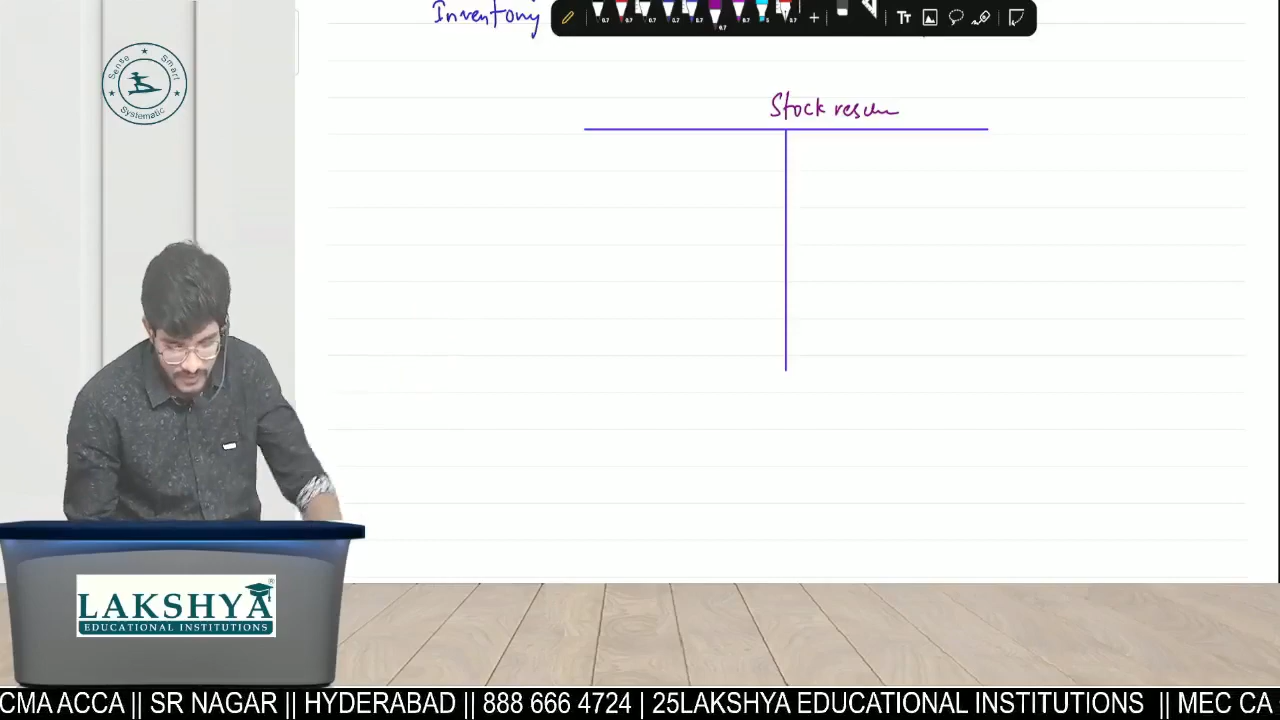 Inventory
Sense Smart
Systematic
Stock reserve
LAKSHYA
EDUCATIONAL INSTITUTIONS
CMA ACCA || SR NAGAR || HYDERABAD || 888 666 4724 | 25LAKSHYA EDUCATIONAL INSTITUTIONS || MEC CA